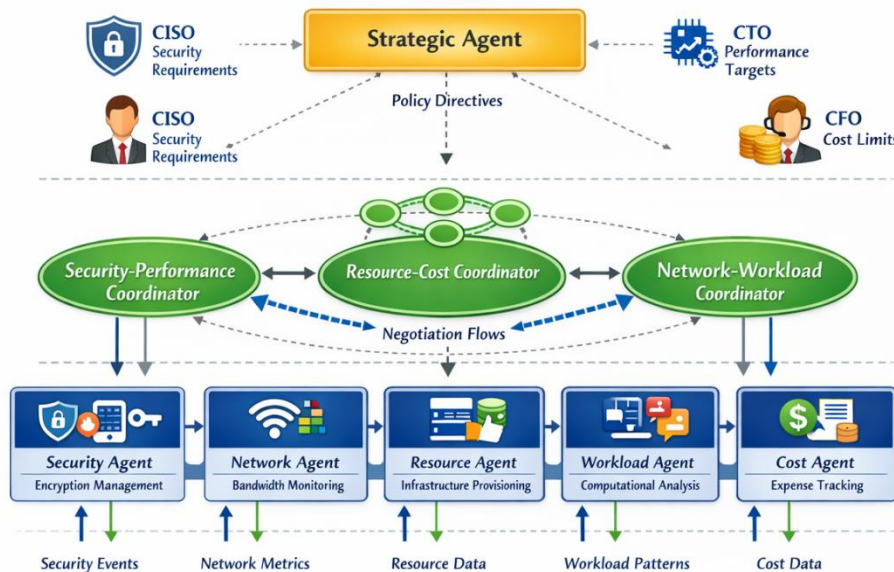 CISO
Security
Requirements
Strategic Agent
CTO
Performance
Targets
Policy Directives
CISO
Security
Requirements
CFO
Cost Limits
Security-Performance
Coordinator
Resource-Cost Coordinator
Network-Workload
Coordinator
Negotiation Flows
Security Agent
Encryption Management
Network Agent
Bandwidth Monitoring
Resource Agent
Infrastructure Provisioning
Workload Agent
Computational Analysis
$
Cost Agent
Expense Tracking
Security Events
Network Metrics
Resource Data
Workload Patterns
Cost Data